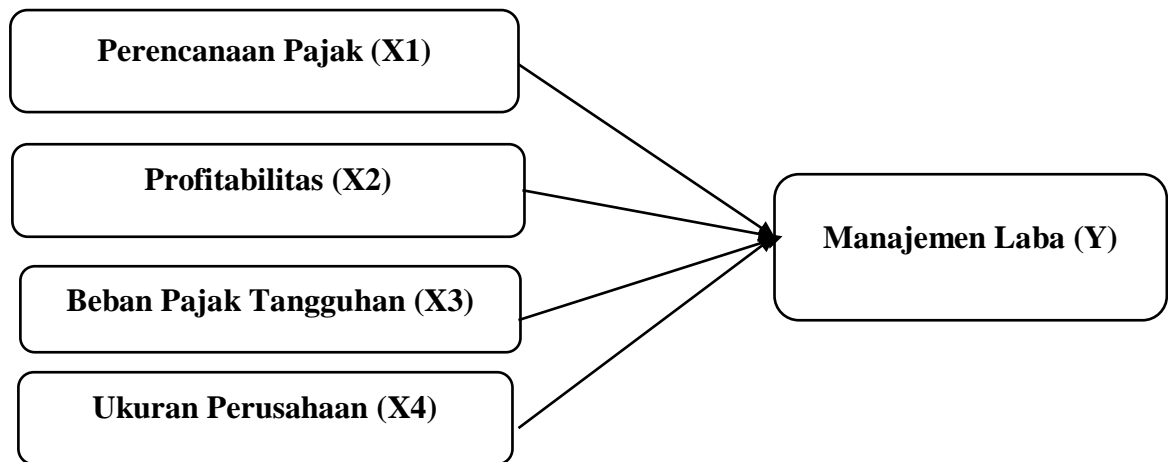 Perencanaan Pajak (X1)
Profitabilitas (X2)
Beban Pajak Tangguhan (X3)
Ukuran Perusahaan (X4)
Manajemen Laba (Y)